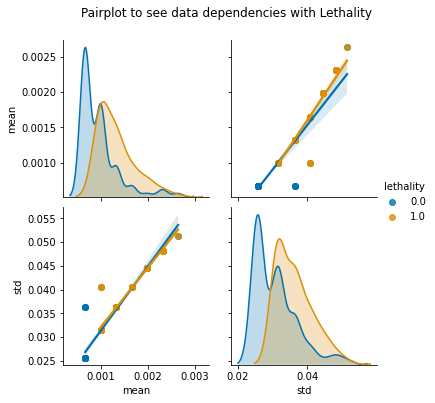 Pairplot to see data dependencies with Lethality
0.0025
0.0020
0.0015
0.0010
mean
lethality
0.0
1.0
0.055
0.050
0.045
0.040
0.035
0.030
0.025
std
0.001 0.002 0.003
mean
0.02 0.04
std